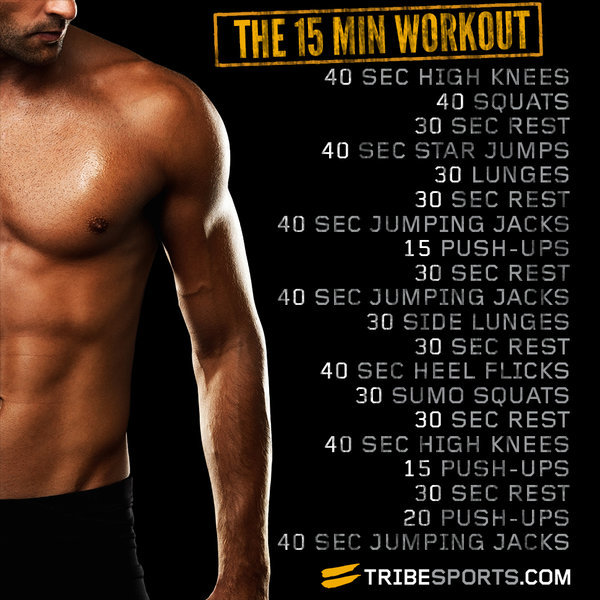 THE 15 MIN WORKOUT
40 SEC HIGH KNEES
40 SQUATS
30 SEC REST
40 SEC STAR JUMPS
30 LUNGES
30 SEC REST
40 SEC JUMPING JACKS
15 PUSH-UPS
30 SEC REST
40 SEC JUMPING JACKS
30 SIDE LUNGES
30 SEC REST
40 SEC HEEL FLICKS
30 SUMO SQUATS
30 SEC REST
40 SEC HIGH KNEES
15 PUSH-UPS
30 SEC REST
20 PUSH-UPS
40 SEC JUMPING JACKS
TRIBESPORTS.COM